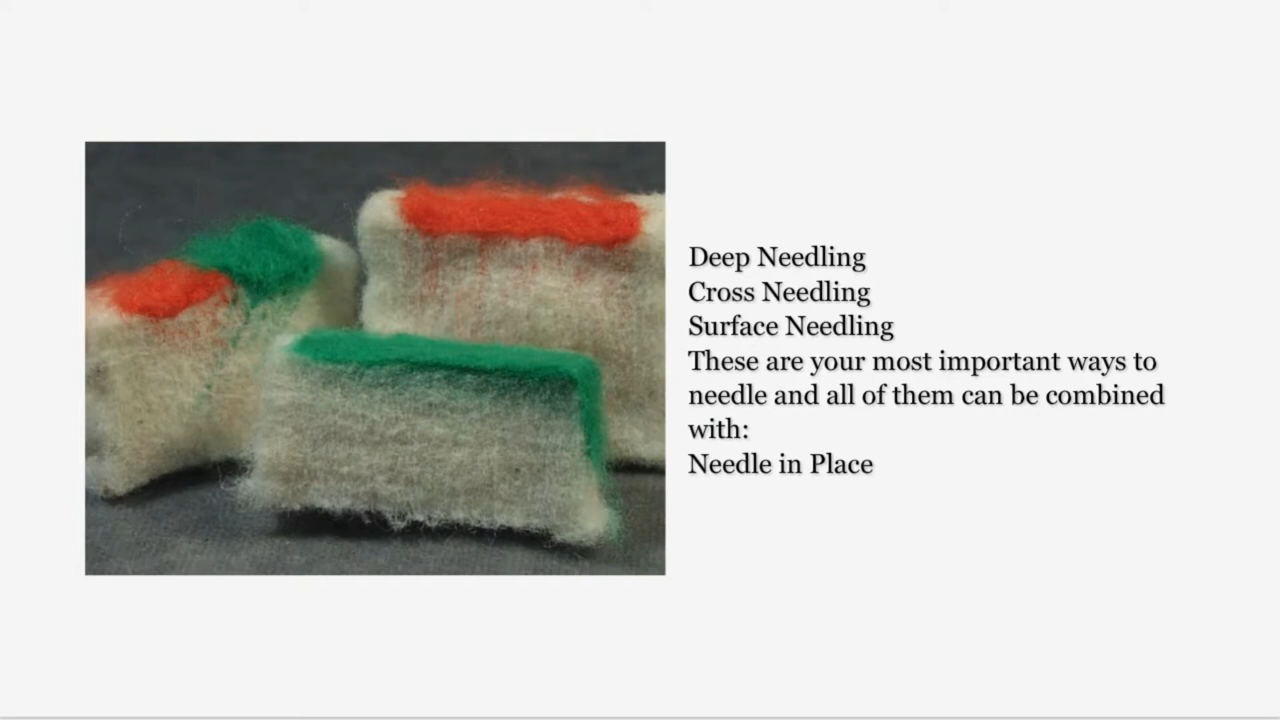 Deep Needling
Cross Needling
Surface Needling
These are your most important ways to
needle and all of them can be combined
with:
Needle in Place